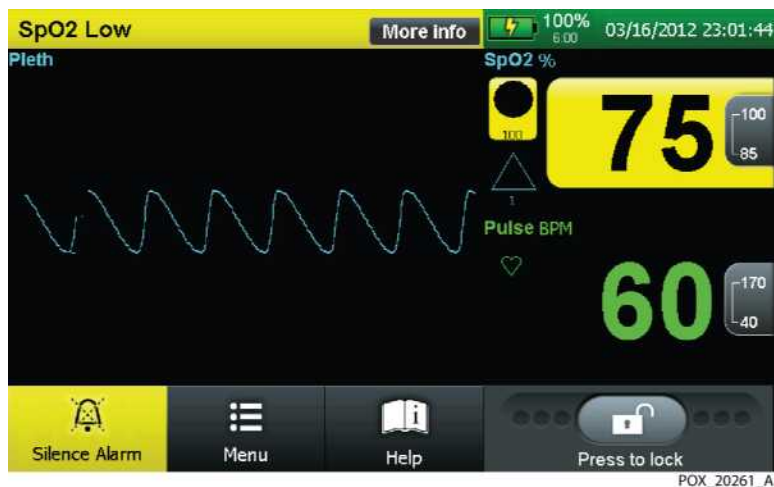 SpO2 Low
More info
100%
6:00
03/16/2012 23:01:44
Pleth
SpO2 %
100
75
100
85
1
Pulse BPM
60
170
40
Silence Alarm
Menu
i
Help
Press to lock
POX_20261_A